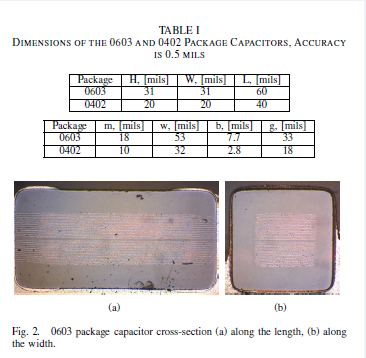 TABLE I
DIMENSIONS OF THE 0603 AND 0402 PACKAGE CAPACITORS, ACCURACY
IS 0.5 MILS
Package H, [mils] W, [mils] L, [mils]
0603 31 31 60
0402 20 20 40
Package m, [mils] w, [mils] b, [mils] g, [mils]
0603 18 53 7.7 33
0402 10 32 2.8 18
(a) (b)
Fig. 2. 0603 package capacitor cross-section (a) along the length, (b) along
the width.